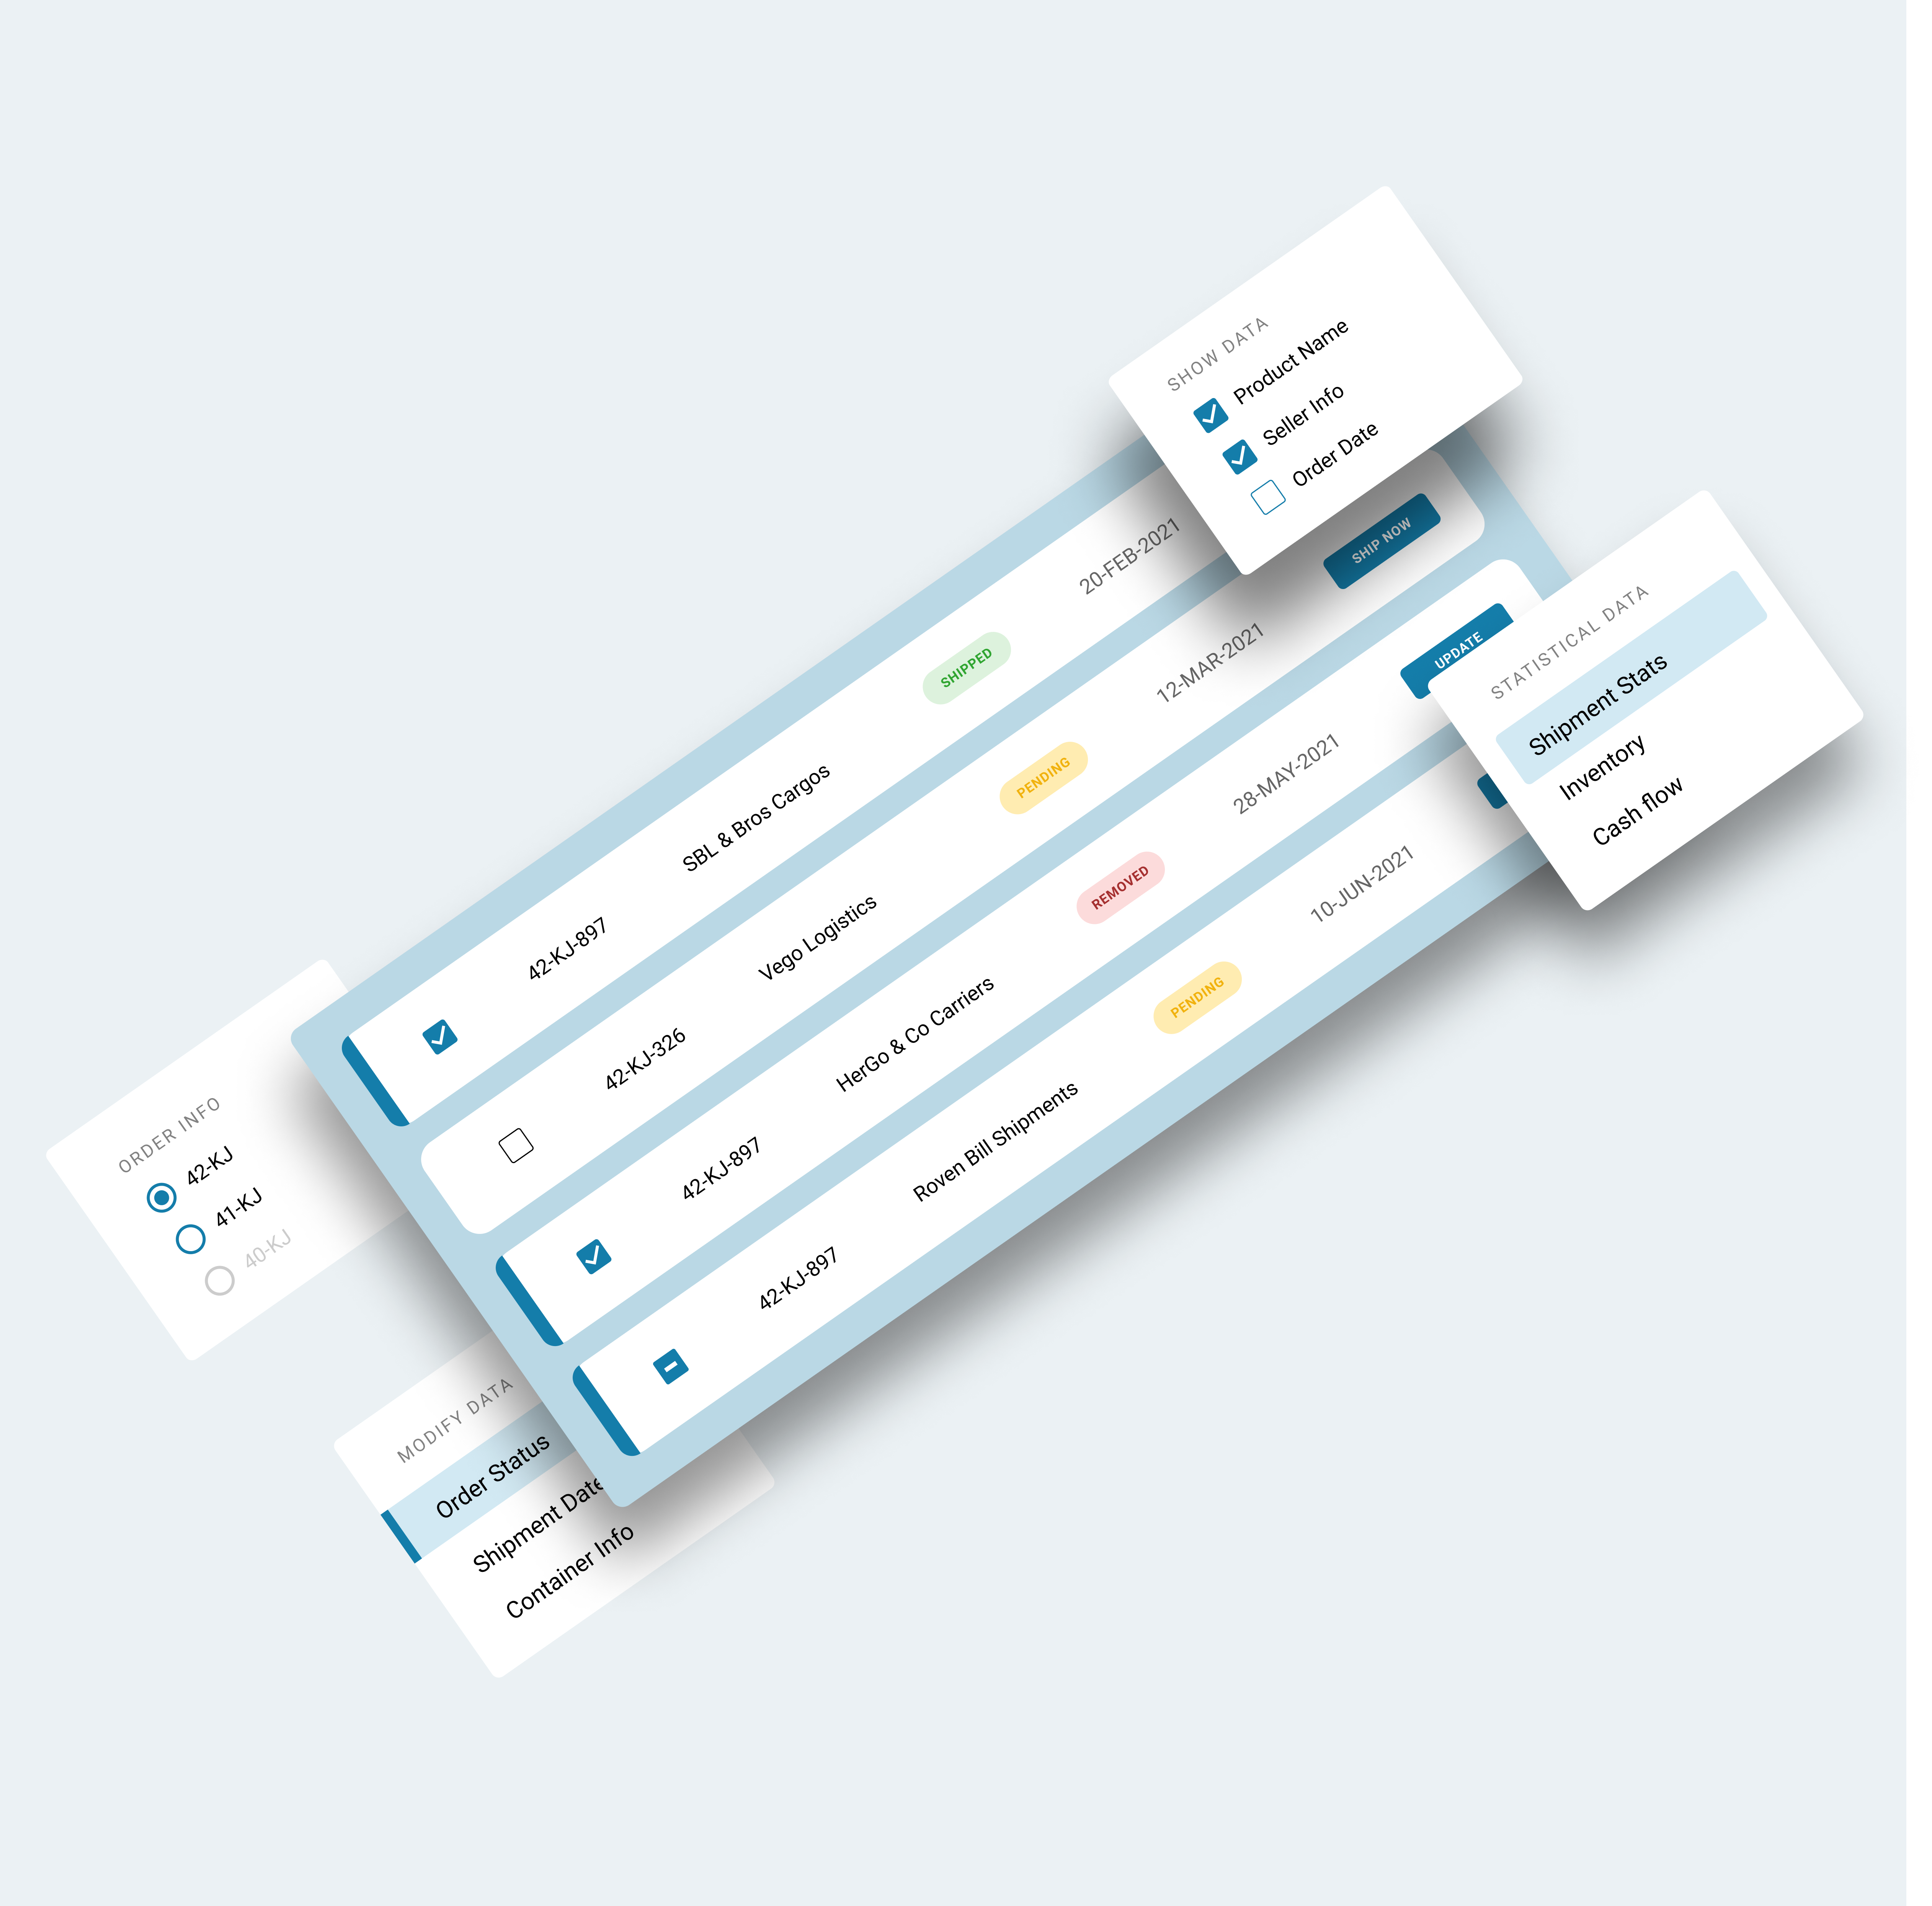 SHOW DATA
Product Name
Seller Info
Order Date
42-KJ-897 SBL & Bros Cargos SHIPPED 20-FEB-2021
42-KJ-326 Vego Logistics PENDING 12-MAR-2021 SHIP NOW
42-KJ-897 HerGo & Co Carriers REMOVED 28-MAY-2021 UPDATE
42-KJ-897 Roven Bill Shipments PENDING 10-JUN-2021
STATISTICAL DATA
Shipment Stats
Inventory
Cash flow
ORDER INFO
42-KJ
41-KJ
40-KJ
MODIFY DATA
Order Status
Shipment Date
Container Info